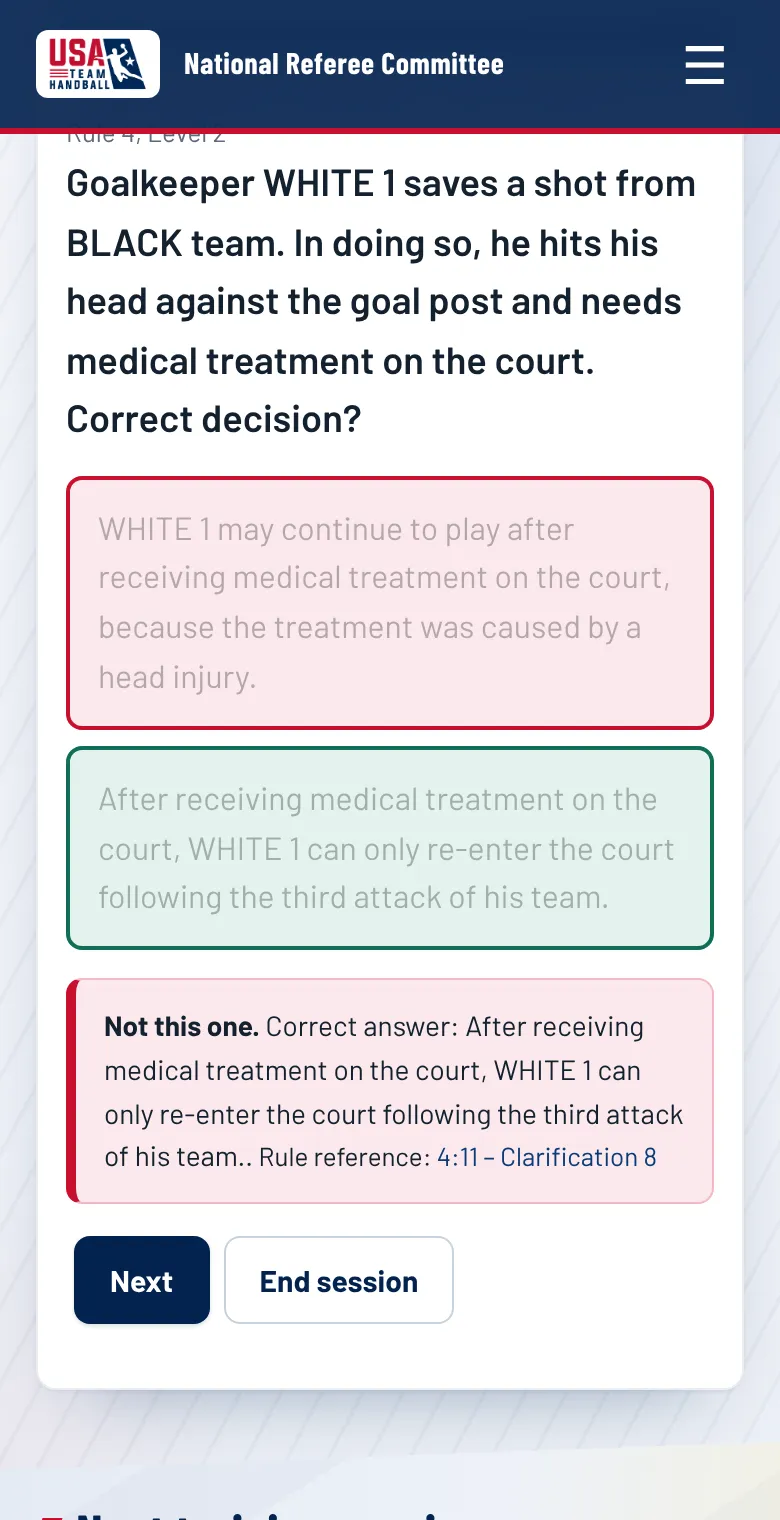 USA
TEAM
HANDBALL
National Referee Committee
Rule 4, Level 2
Goalkeeper WHITE 1 saves a shot from
BLACK team. In doing so, he hits his
head against the goal post and needs
medical treatment on the court.
Correct decision?
WHITE 1 may continue to play after
receiving medical treatment on the court,
because the treatment was caused by a
head injury.
After receiving medical treatment on the
court, WHITE 1 can only re-enter the court
following the third attack of his team.
Not this one. Correct answer: After receiving
medical treatment on the court, WHITE 1 can
only re-enter the court following the third attack
of his team.. Rule reference: 4:11 – Clarification 8
Next
End session